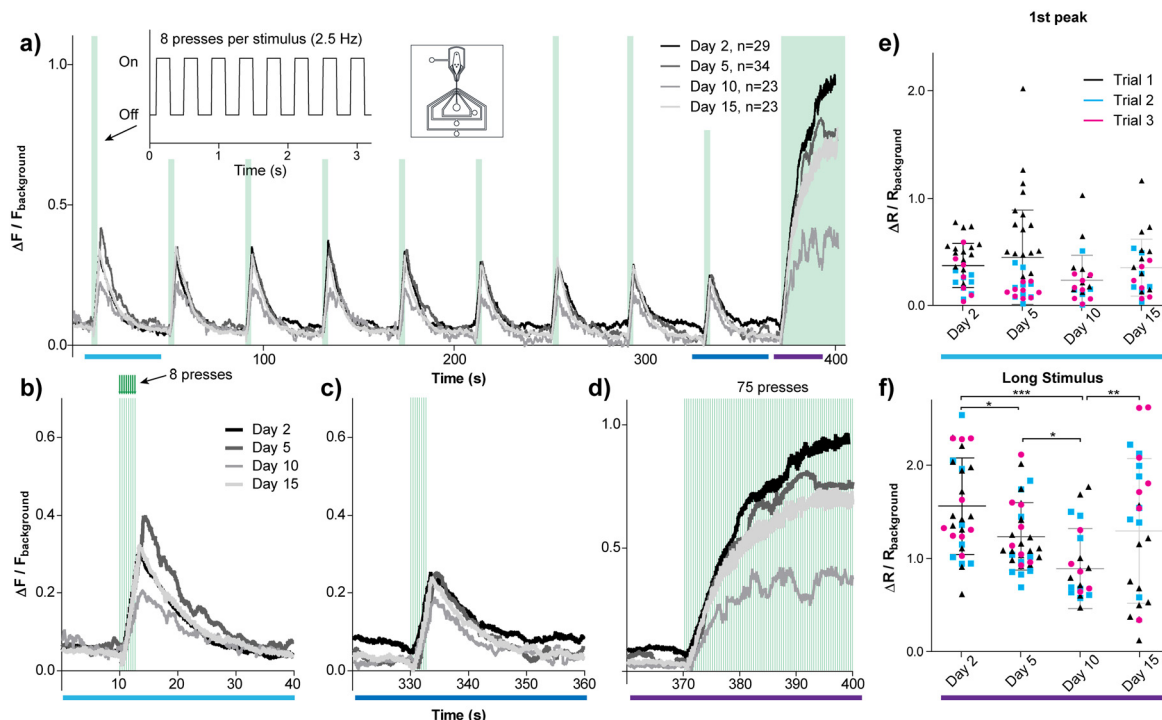 a)
8 presses per stimulus (2.5 Hz)
On
Off
0 1 2 3
Time (s)
Day 2, n=29
Day 5, n=34
Day 10, n=23
Day 15, n=23
ΔF / Fbackground
1.0
0.5
0.0
100 200 300 400
Time (s)
b)
8 presses
Day 2
Day 5
Day 10
Day 15
ΔF / Fbackground
0.6
0.4
0.2
0.0
0 10 20 30 40
c)
0.6
0.4
0.2
0.0
330 340 350 360
Time (s)
d)
75 presses
1.0
0.5
0.0
370 380 390 400
e)
1st peak
Trial 1
Trial 2
Trial 3
ΔR / Rbackground
2.0
1.0
0.0
Day 2 Day 5 Day 10 Day 15
f)
Long Stimulus
*** **
* *
ΔR / Rbackground
2.0
1.0
0.0
Day 2 Day 5 Day 10 Day 15